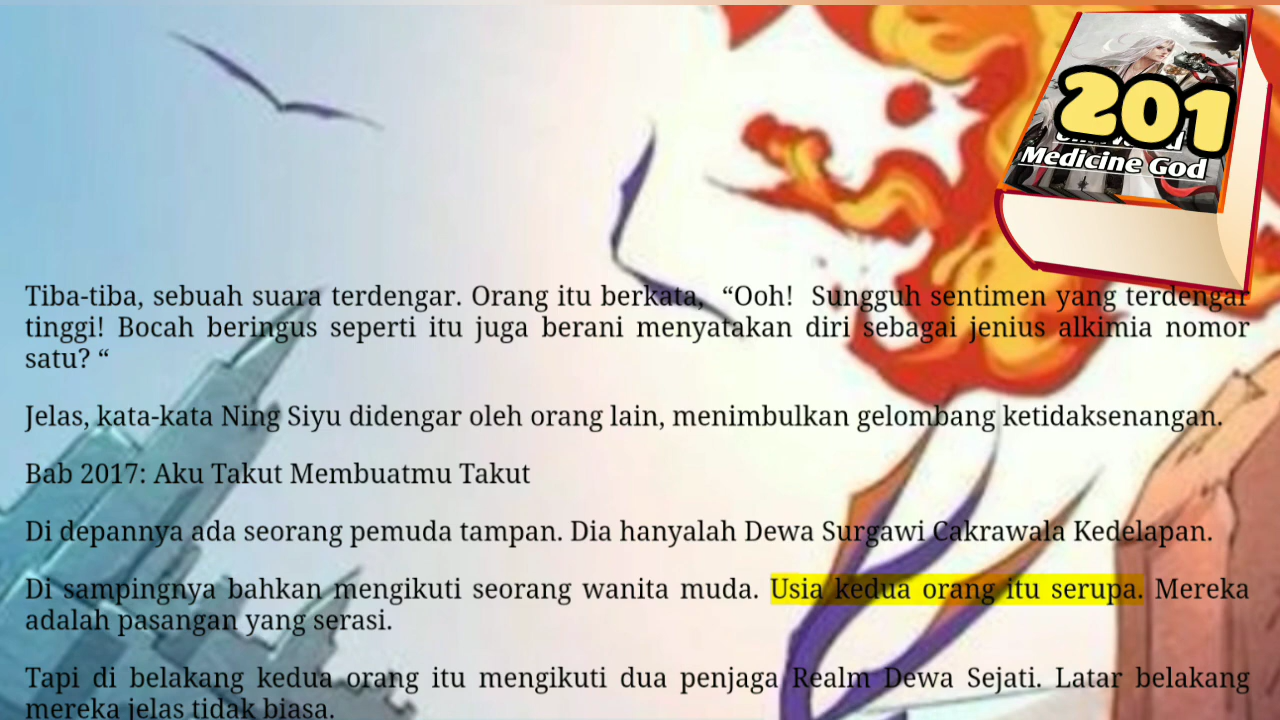 201
Medicine God
Tiba-tiba, sebuah suara terdengar. Orang itu berkata, “Ooh! Sungguh sentimen yang terdengar
tinggi! Bocah beringus seperti itu juga berani menyatakan diri sebagai jenius alkimia nomor
satu? “
Jelas, kata-kata Ning Siyu didengar oleh orang lain, menimbulkan gelombang ketidaksenangan.
Bab 2017: Aku Takut Membuatmu Takut
Di depannya ada seorang pemuda tampan. Dia hanyalah Dewa Surgawi Cakrawala Kedelapan.
Di sampingnya bahkan mengikuti seorang wanita muda. Usia kedua orang itu serupa. Mereka
adalah pasangan yang serasi.
Tapi di belakang kedua orang itu mengikuti dua penjaga Realm Dewa Sejati. Latar belakang
mereka jelas tidak biasa.